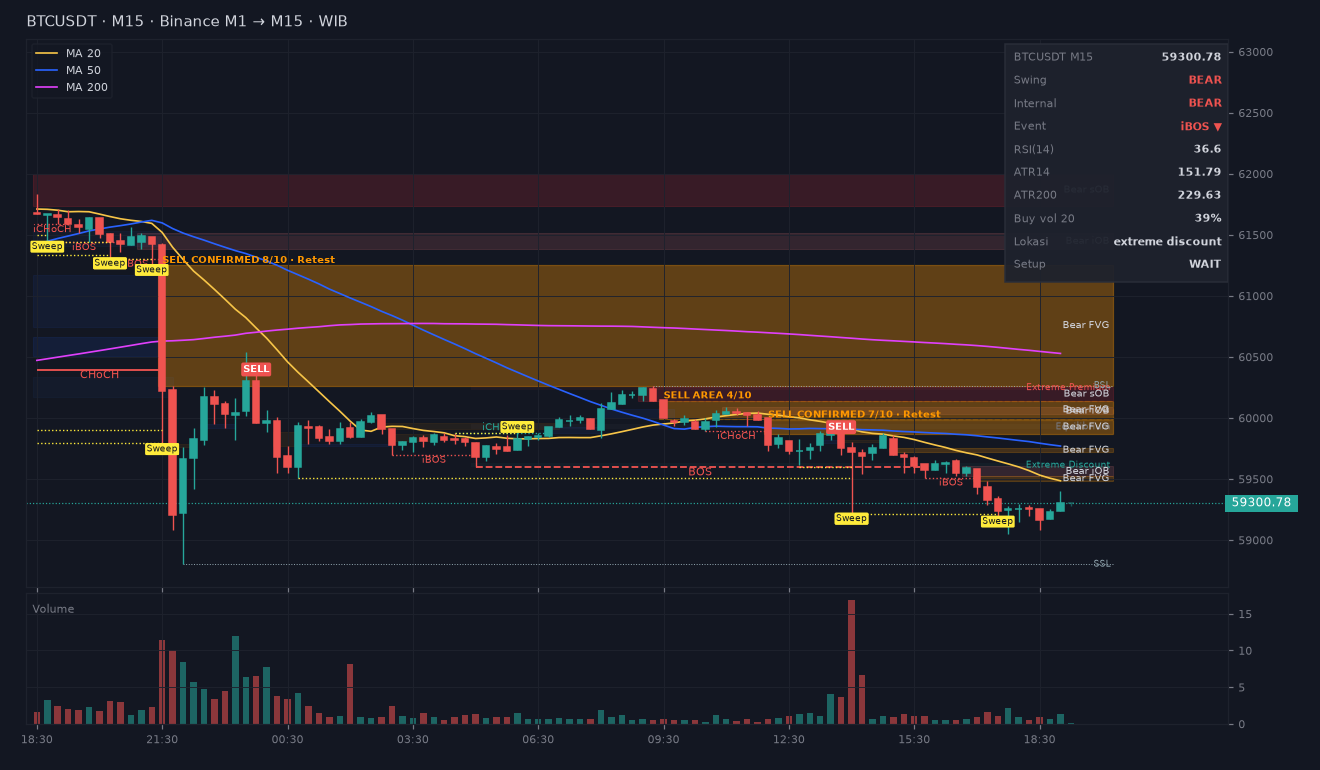 BTCUSDT · M15 · Binance M1 → M15 · WIB
MA 20
MA 50
MA 200
BTCUSDT M15 59300.78
Swing BEAR
Internal BEAR
Event iBOS ▼
RSI(14) 36.6
ATR14 151.79
ATR200 229.63
Buy vol 20 39%
Lokasi extreme discount
Setup WAIT
63000
62500
62000
61500
61000
60500
60000
59500
59000
59300.78
iCHoCH
Sweep
iBOS
Sweep
Sweep
SELL CONFIRMED 8/10 · Retest
CHoCH
Sweep
SELL
Bear FVG
BSL
Extreme Premium
Bear sOB
SELL AREA 4/10
SELL CONFIRMED 7/10 · Retest
Bear FVG
Bear FVG
SELL
Sweep
iCHoCH
iBOS
BOS
Bear FVG
Extreme Discount
Bear iOB
Bear FVG
iBOS
Sweep
Sweep
SSL
Volume
15
10
5
0
18:30
21:30
00:30
03:30
06:30
09:30
12:30
15:30
18:30